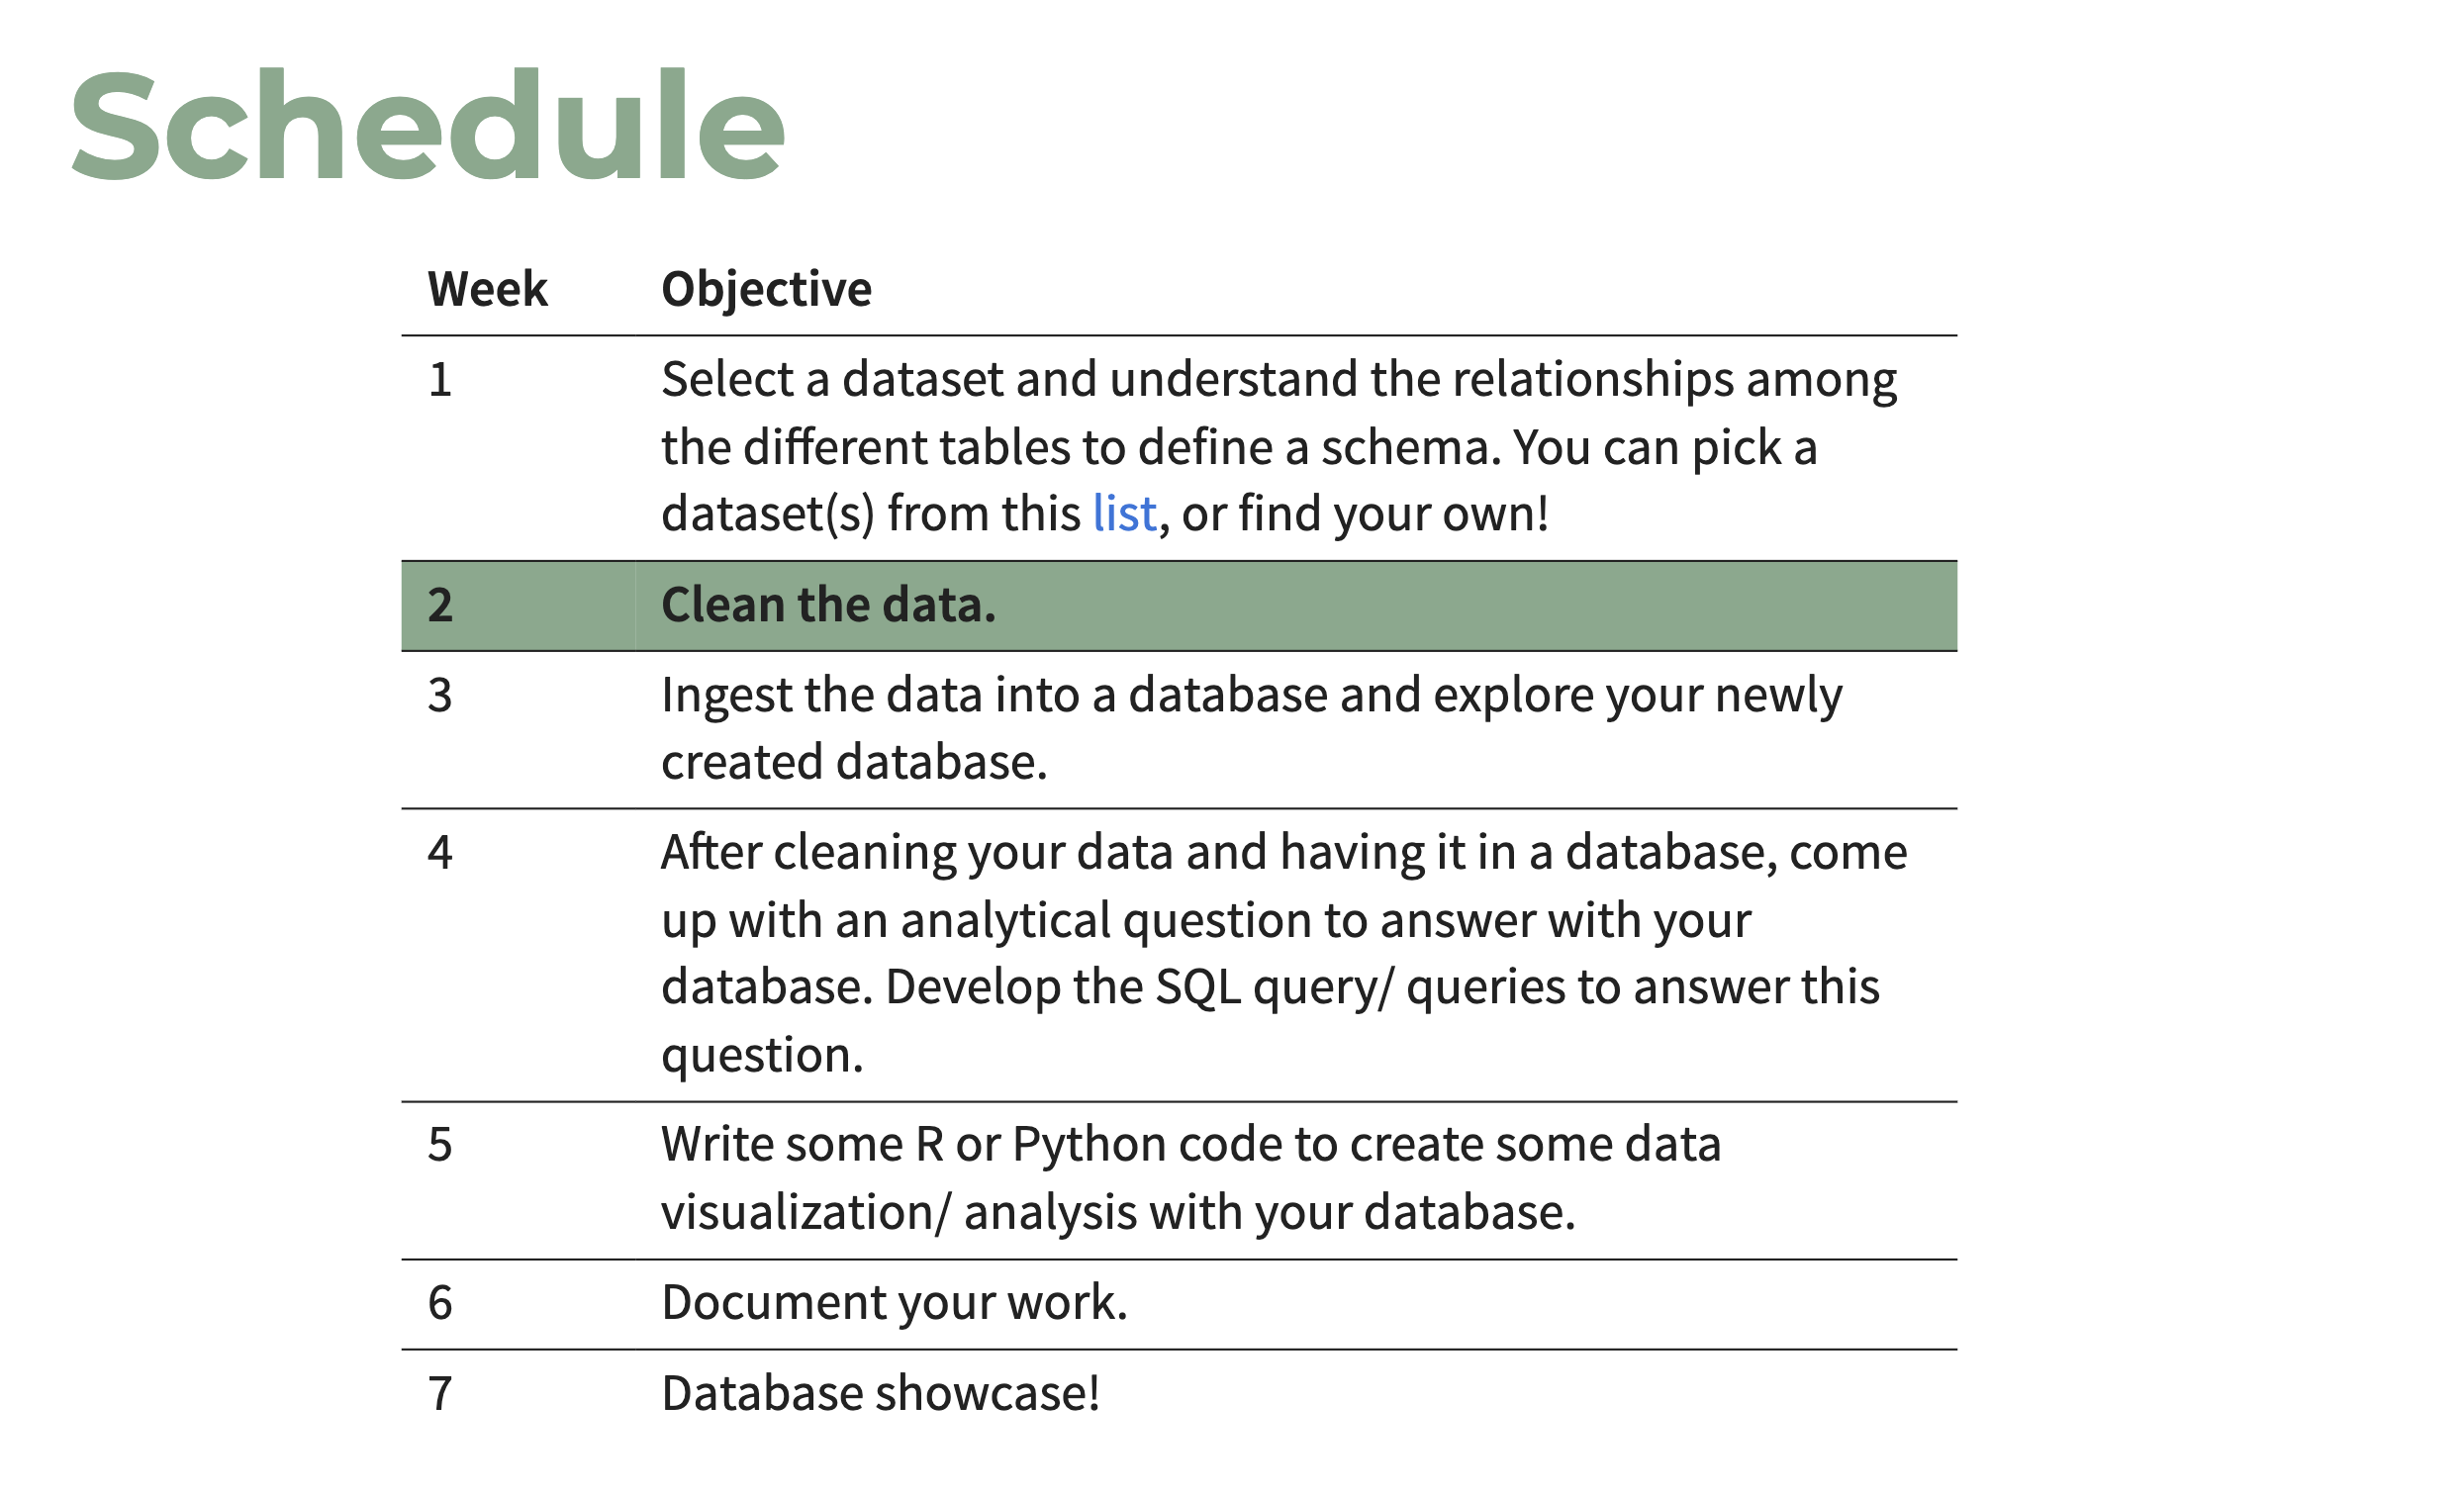 Schedule
Week Objective
1 Select a dataset and understand the relationships among
the different tables to define a schema. You can pick a
dataset(s) from this list, or find your own!
2 Clean the data.
3 Ingest the data into a database and explore your newly
created database.
4 After cleaning your data and having it in a database, come
up with an analytical question to answer with your
database. Develop the SQL query/ queries to answer this
question.
5 Write some R or Python code to create some data
visualization/ analysis with your database.
6 Document your work.
7 Database showcase!